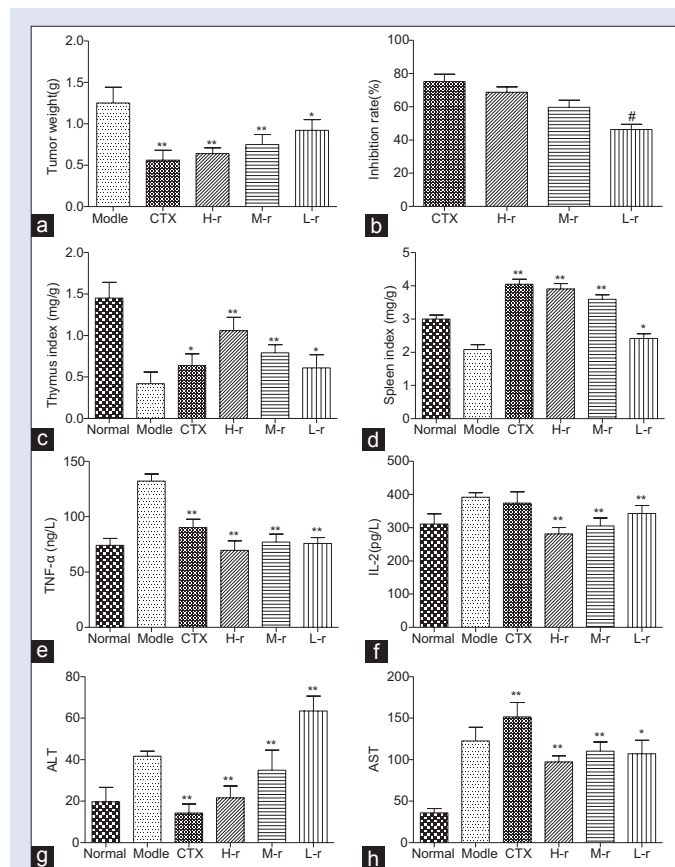 2.0
1.5
1.0
0.5
0.0
Tumor weight(g)
**
**
**
*
Modle CTX H-r M-r L-r
a
100
80
60
40
20
0
Inhibition rate(%)
#
CTX H-r M-r L-r
b
2.0
1.5
1.0
0.5
0.0
Thymus index (mg/g)
*
**
**
*
Normal Modle CTX H-r M-r L-r
c
5
4
3
2
1
0
Spleen index (mg/g)
**
**
**
*
Normal Modle CTX H-r M-r L-r
d
150
100
50
0
TNF-α (ng/L)
**
**
**
**
Normal Modle CTX H-r M-r L-r
e
500
400
300
200
100
0
IL-2(pg/L)
**
**
**
Normal Modle CTX H-r M-r L-r
f
80
60
40
20
0
ALT
**
**
**
**
Normal Modle CTX H-r M-r L-r
g
200
150
100
50
0
AST
**
**
**
*
Normal Modle CTX H-r M-r L-r
h